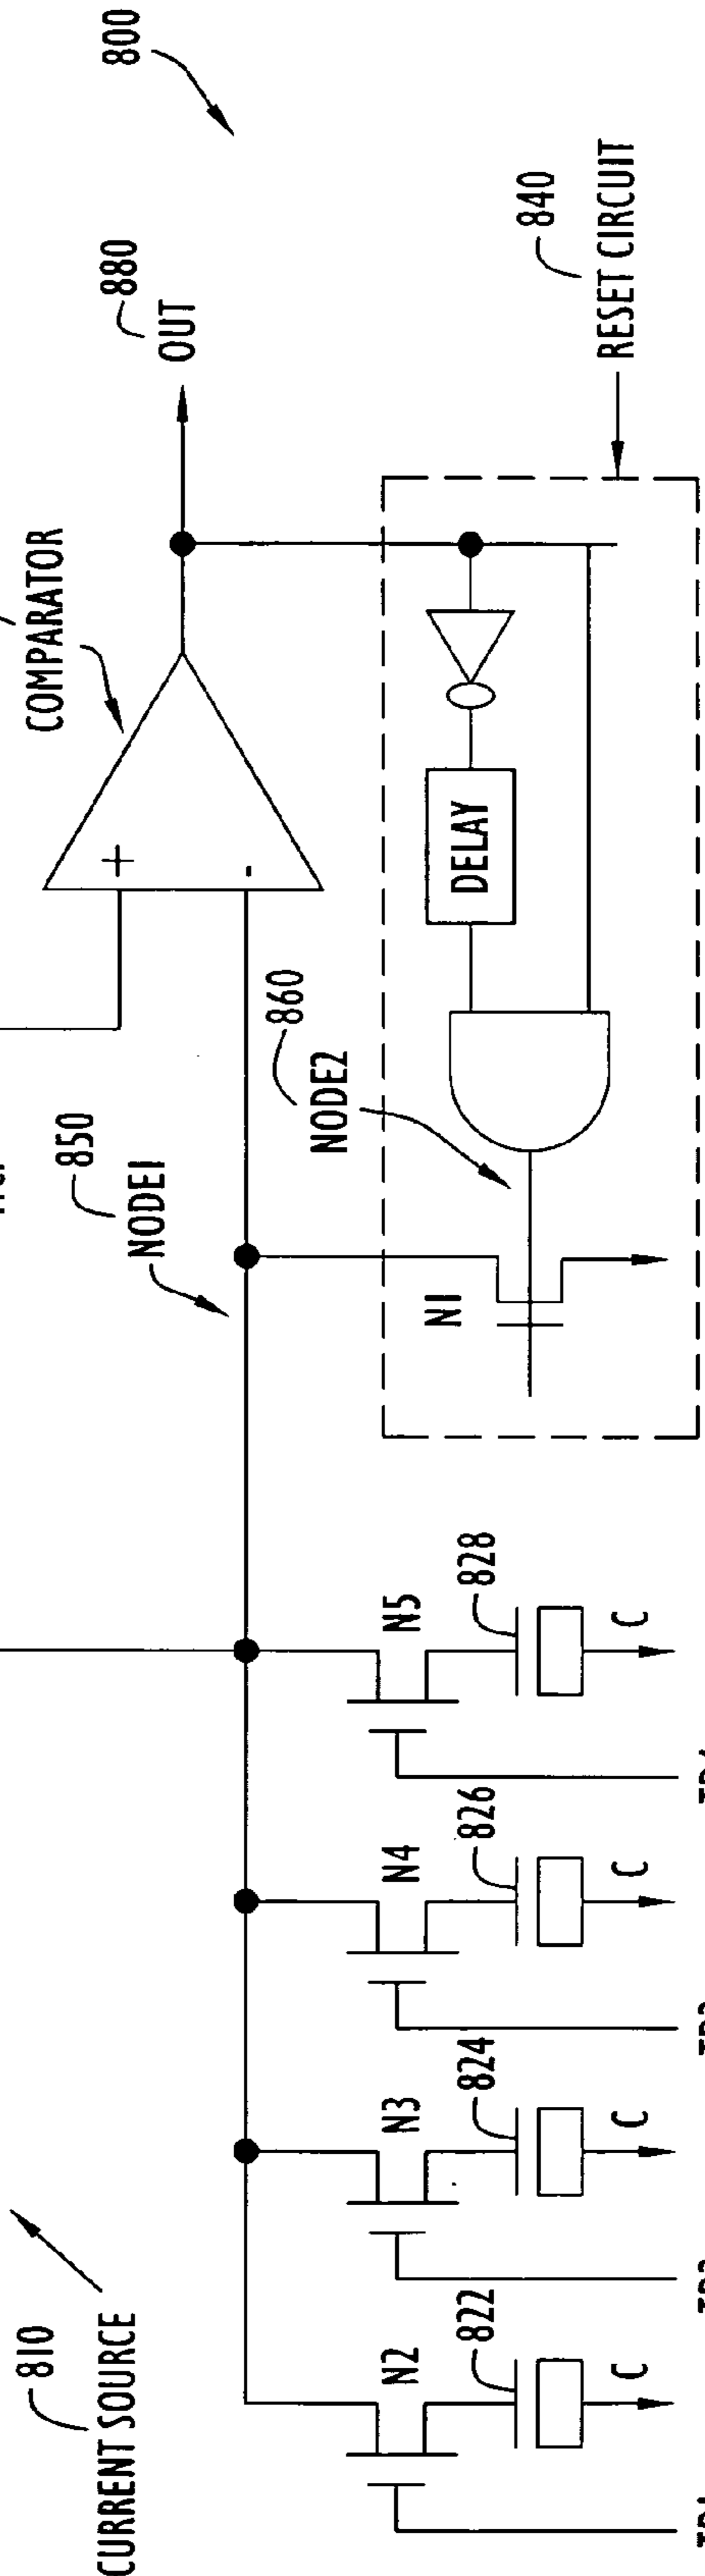 800
880
OUT
840
RESET CIRCUIT
COMPARATOR
+
-
DELAY
860
NODE2
850
NODE1
N1
828
N5
C
826
N4
C
824
N3
C
822
N2
C
810
CURRENT SOURCE